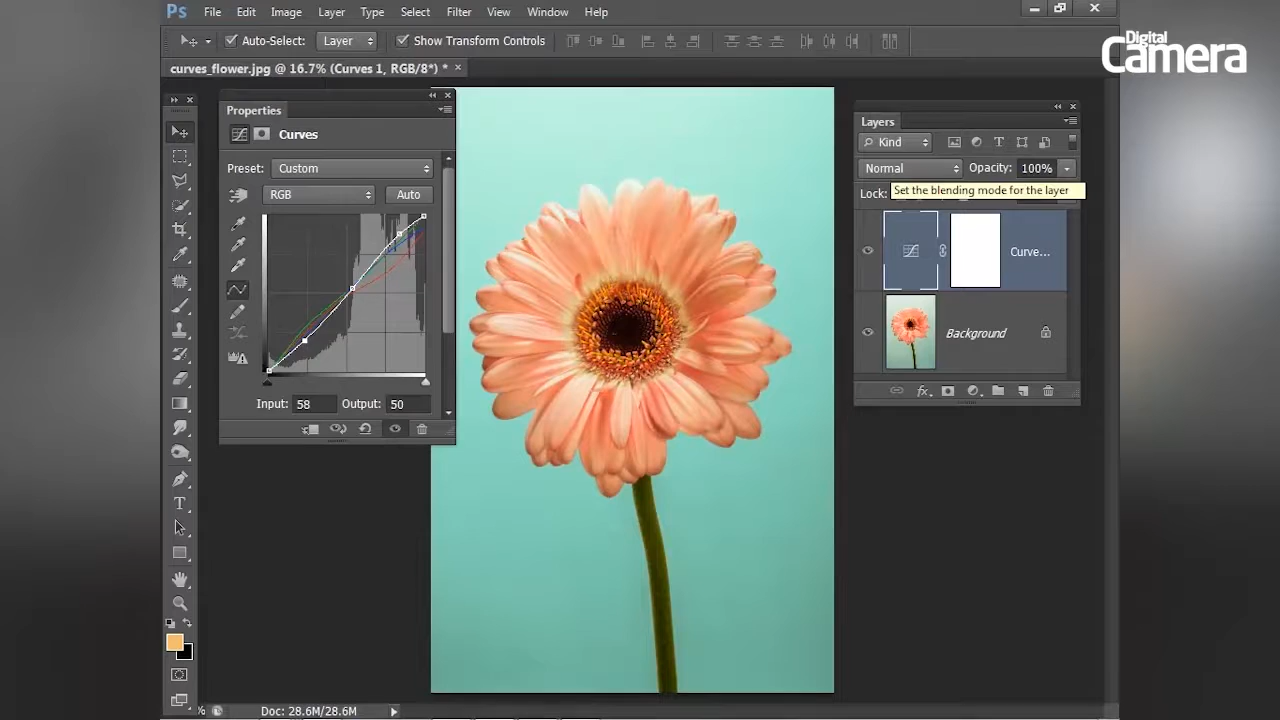 Ps File Edit Image Layer Type Select Filter View Window Help
Auto-Select: Layer Show Transform Controls
Digital
Camera
curves_flower.jpg @ 16.7% (Curves 1, RGB/8*) *
Properties
Curves
Preset: Custom
RGB Auto
Input: 58 Output: 50
Layers
Kind T
Normal Opacity: 100%
Lock: Set the blending mode for the layer
Curve...
Background
fx.
T
% Doc: 28.6M/28.6M